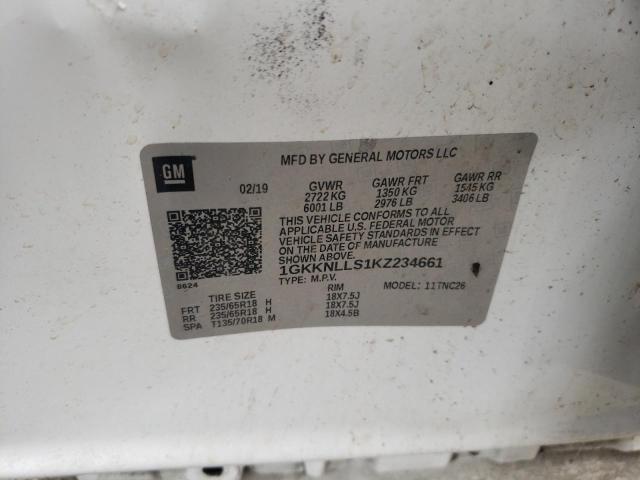 GM
MFD BY GENERAL MOTORS LLC
02/19 GVWR GAWR FRT GAWR RR
2722 KG 1350 KG 1545 KG
6001 LB 2976 LB 3406 LB
THIS VEHICLE CONFORMS TO ALL
APPLICABLE U.S. FEDERAL MOTOR
VEHICLE SAFETY STANDARDS IN EFFECT
ON THE DATE OF MANUFACTURE
SHOWN ABOVE.
1GKKNLLS1KZ234661
8624 TYPE: M.P.V. MODEL: 11TNC26
TIRE SIZE RIM
FRT 235/65R18 H 18X7.5J
RR 235/65R18 H 18X7.5J
SPA T135/70R18 M 18X4.5B